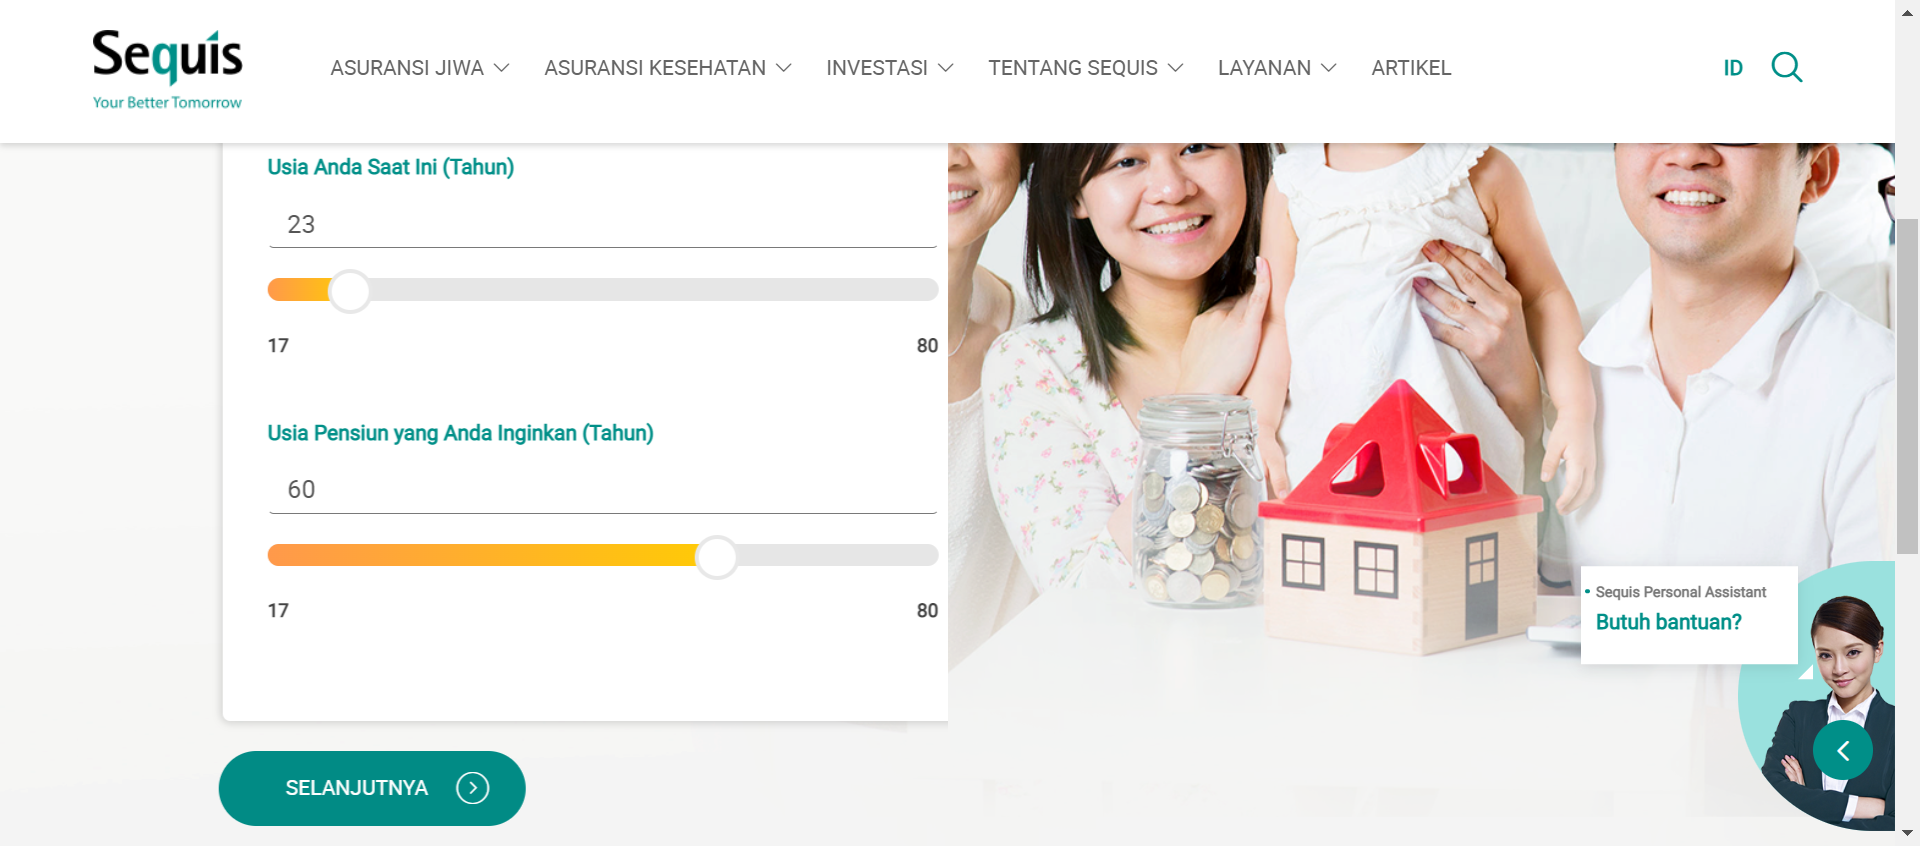 Sequis
Your Better Tomorrow
ASURANSI JIWA
ASURANSI KESEHATAN
INVESTASI
TENTANG SEQUIS
LAYANAN
ARTIKEL
ID
Usia Anda Saat Ini (Tahun)
23
17
80
Usia Pensiun yang Anda Inginkan (Tahun)
60
17
80
SELANJUTNYA
Sequis Personal Assistant
Butuh bantuan?